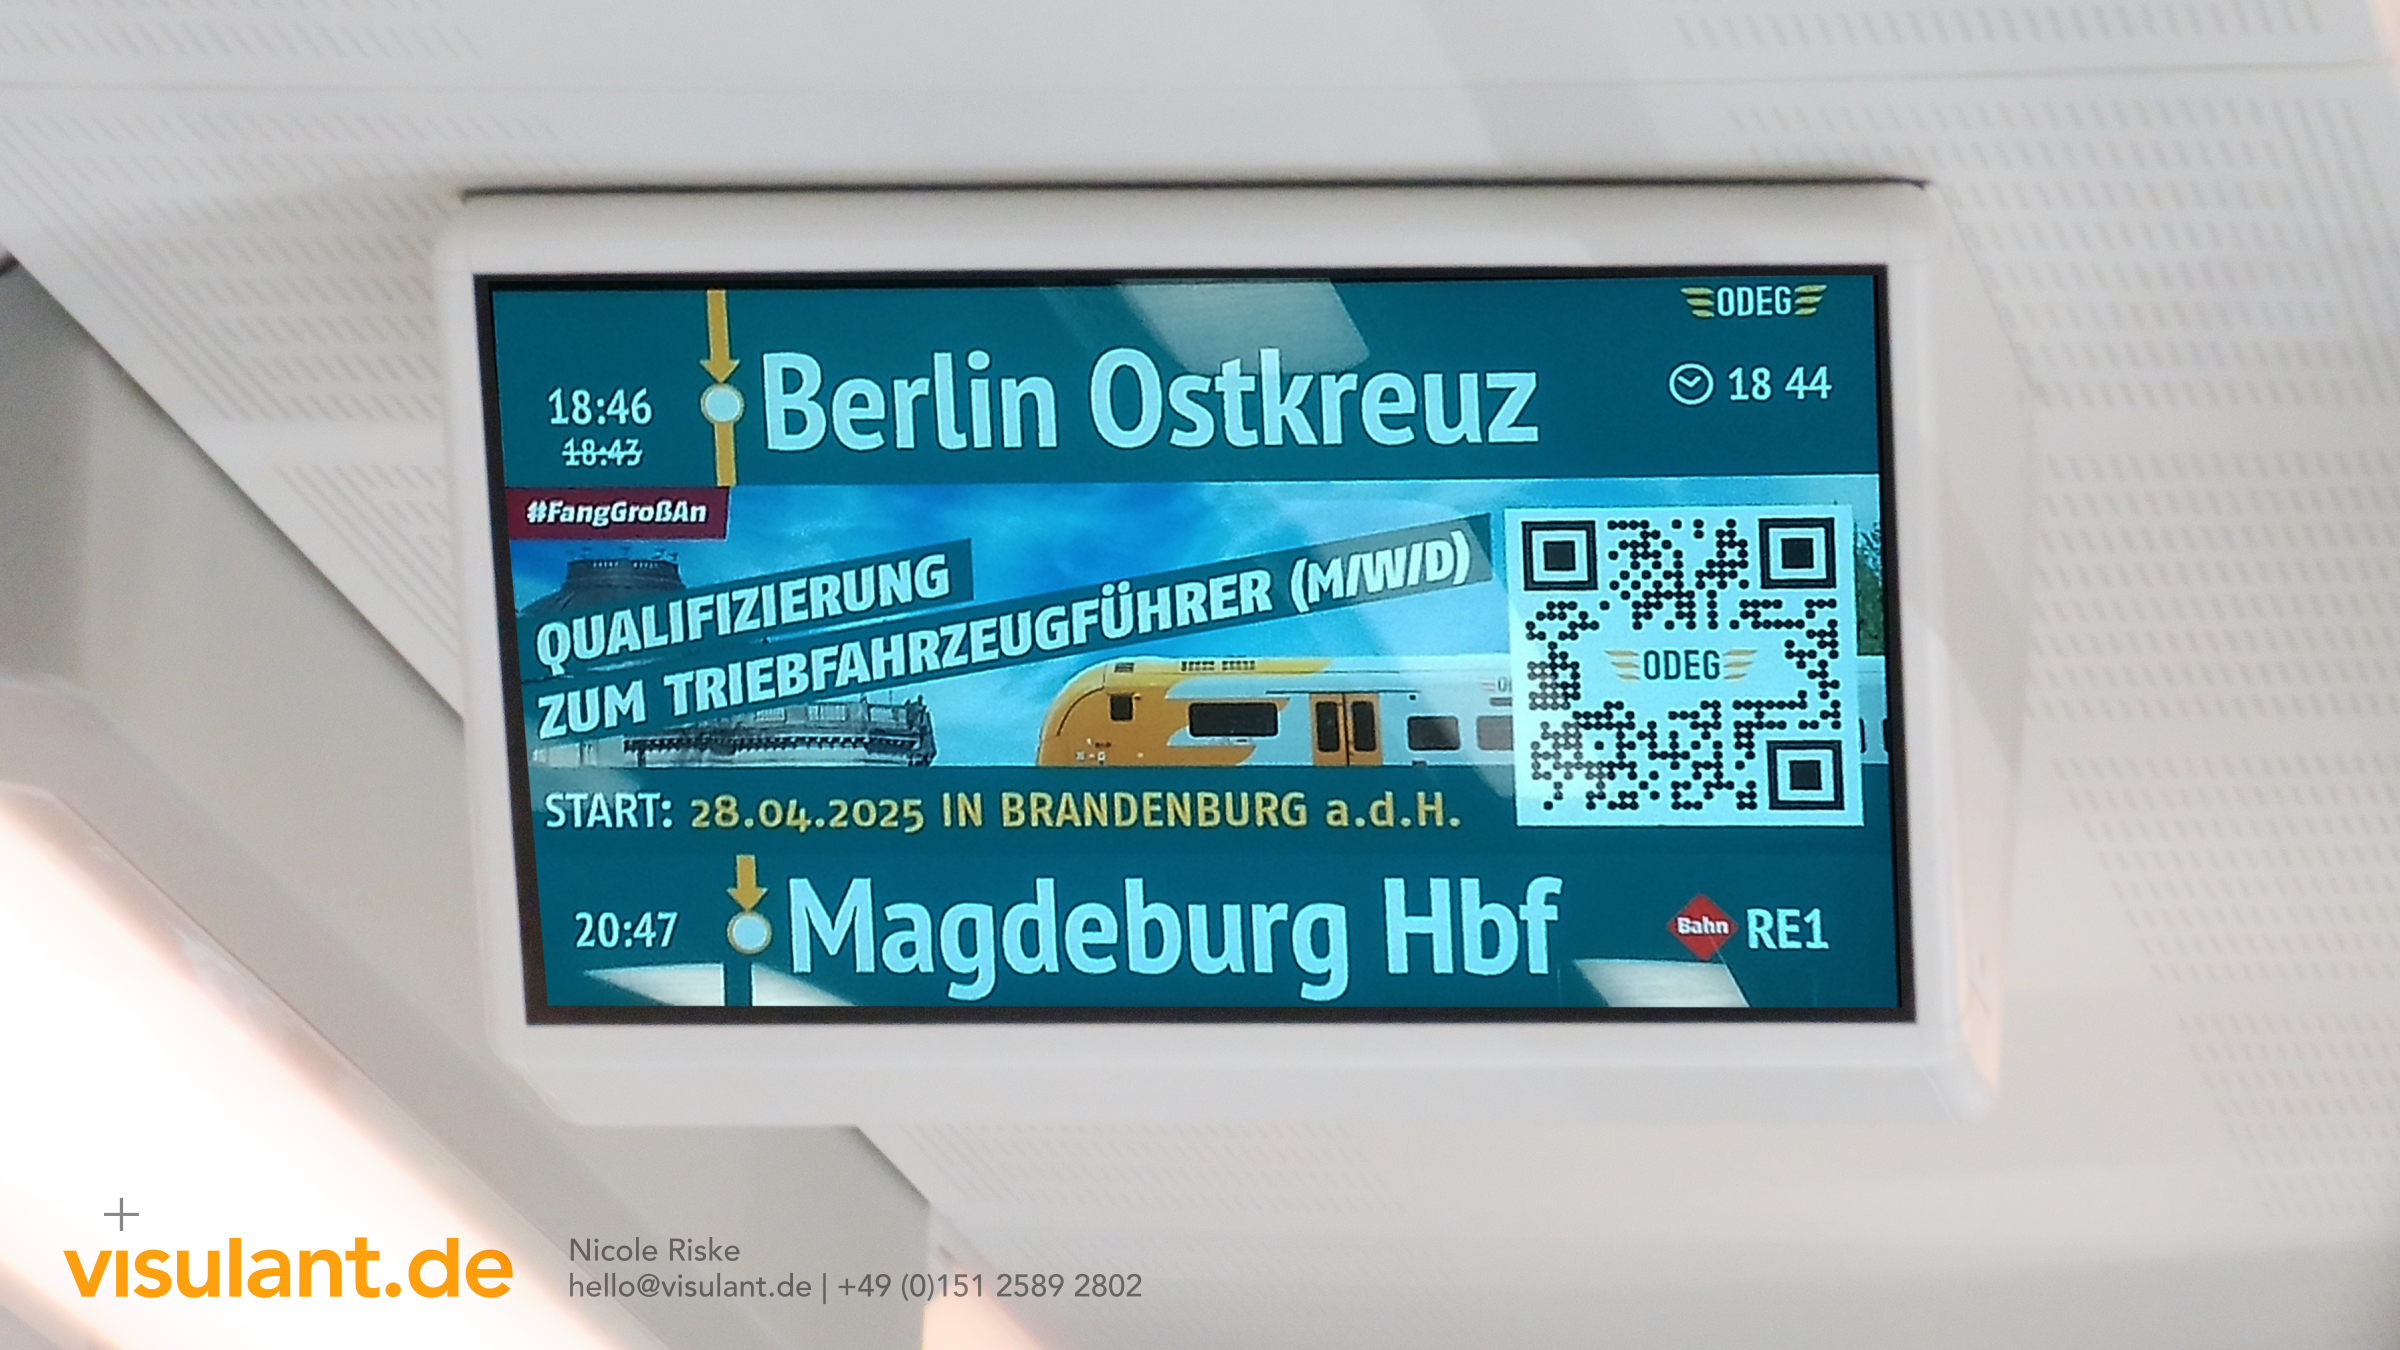 ODEG
18:46
Berlin Ostkreuz
18 44
18:43
#FangGroßAn
QUALIFIZIERUNG
ZUM TRIEBFAHRZEUGFÜHRER (M/W/D)
ODEG
START: 28.04.2025 IN BRANDENBURG a.d.H.
20:47
Magdeburg Hbf
Bahn RE1
visulant.de
Nicole Riske
hello@visulant.de | +49 (0)151 2589 2802